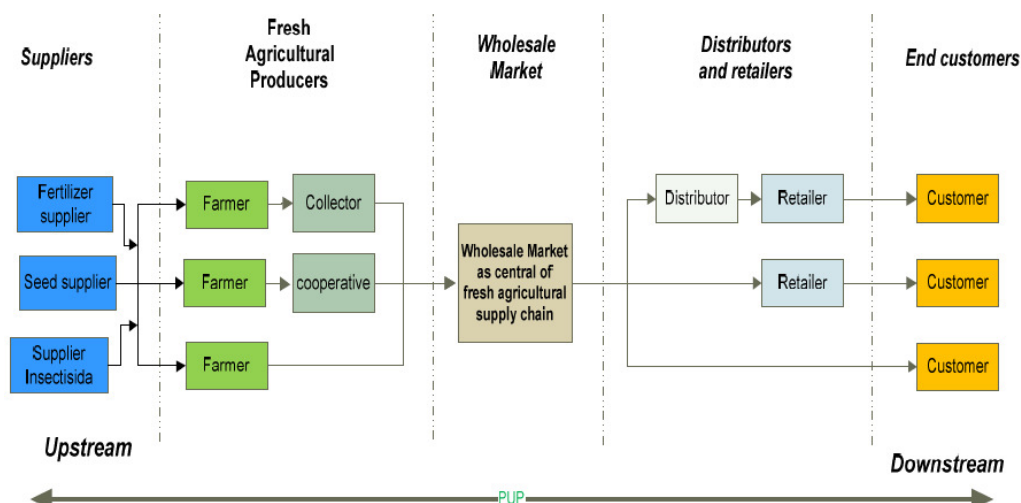 Suppliers
Fresh
Agricultural
Producers
Wholesale
Market
Distributors
and retailers
End customers
Fertilizer
supplier
Farmer
Collector
Distributor
Retailer
Customer
Seed supplier
Farmer
cooperative
Wholesale Market
as central of
fresh agricultural
supply chain
Retailer
Customer
Supplier
Insectisida
Farmer
Customer
Upstream
Downstream
PUP